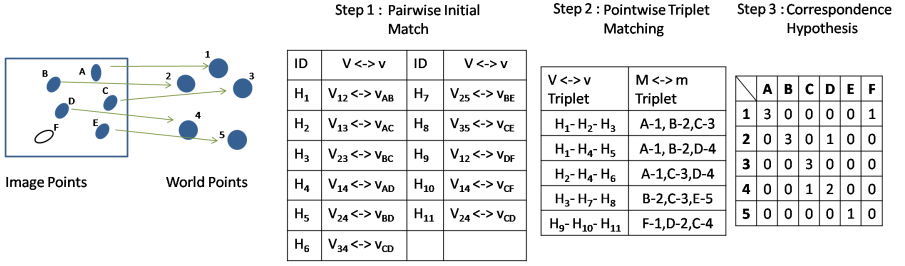 Step 1 : Pairwise Initial
Match
Step 2 : Pointwise Triplet
Matching
Step 3 : Correspondence
Hypothesis
A
B
C
D
E
F
1
2
3
4
5
Image Points
World Points
ID V <-> v ID V <-> v
H1 V12 <-> vAB H7 V25 <-> vBE
H2 V13 <-> vAC H8 V35 <-> vCE
H3 V23 <-> vBC H9 V12 <-> vDF
H4 V14 <-> vAD H10 V14 <-> vCF
H5 V24 <-> vBD H11 V24 <-> vCD
H6 V34 <-> vCD
V <-> v
Triplet
M <-> m
Triplet
H1- H2- H3 A-1, B-2,C-3
H1- H4- H5 A-1, B-2,D-4
H2- H4- H6 A-1,C-3,D-4
H3- H7- H8 B-2,C-3,E-5
H9- H10- H11 F-1,D-2,C-4
A B C D E F
1 3 0 0 0 0 1
2 0 3 0 1 0 0
3 0 0 3 0 0 0
4 0 0 1 2 0 0
5 0 0 0 0 1 0